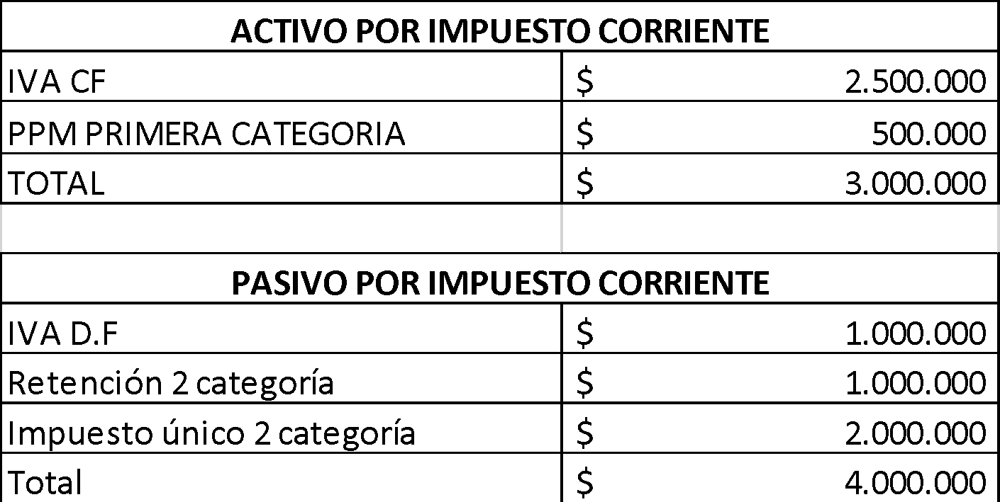 ACTIVO POR IMPUESTO CORRIENTE
IVA CF $ 2.500.000
PPM PRIMERA CATEGORIA $ 500.000
TOTAL $ 3.000.000
PASIVO POR IMPUESTO CORRIENTE
IVA D.F $ 1.000.000
Retención 2 categoría $ 1.000.000
Impuesto único 2 categoría $ 2.000.000
Total $ 4.000.000